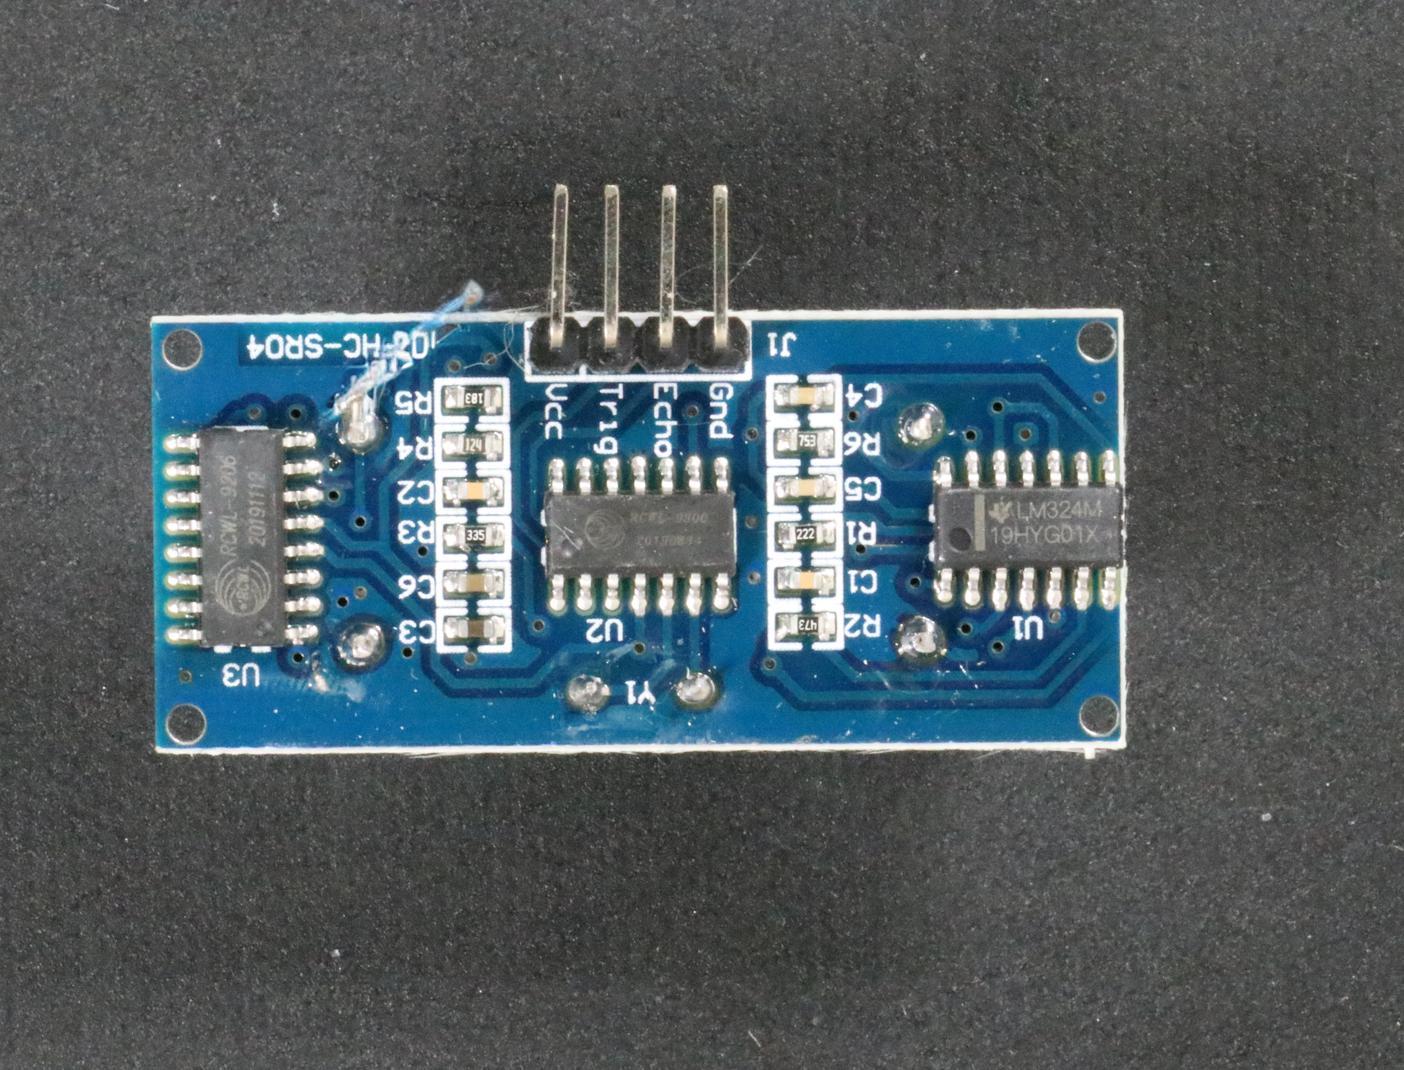 HC-SR04
J1
Vcc
Trig
Echo
Gnd
R5
183
R4
124
C2
R3
335
C6
C3
C4
R6
753
C5
R1
222
C1
R2
473
RCWL-9206
20191112
RCWL
U3
RCWL-9300
U2
Y1
LM324M
19HYG01X
U1